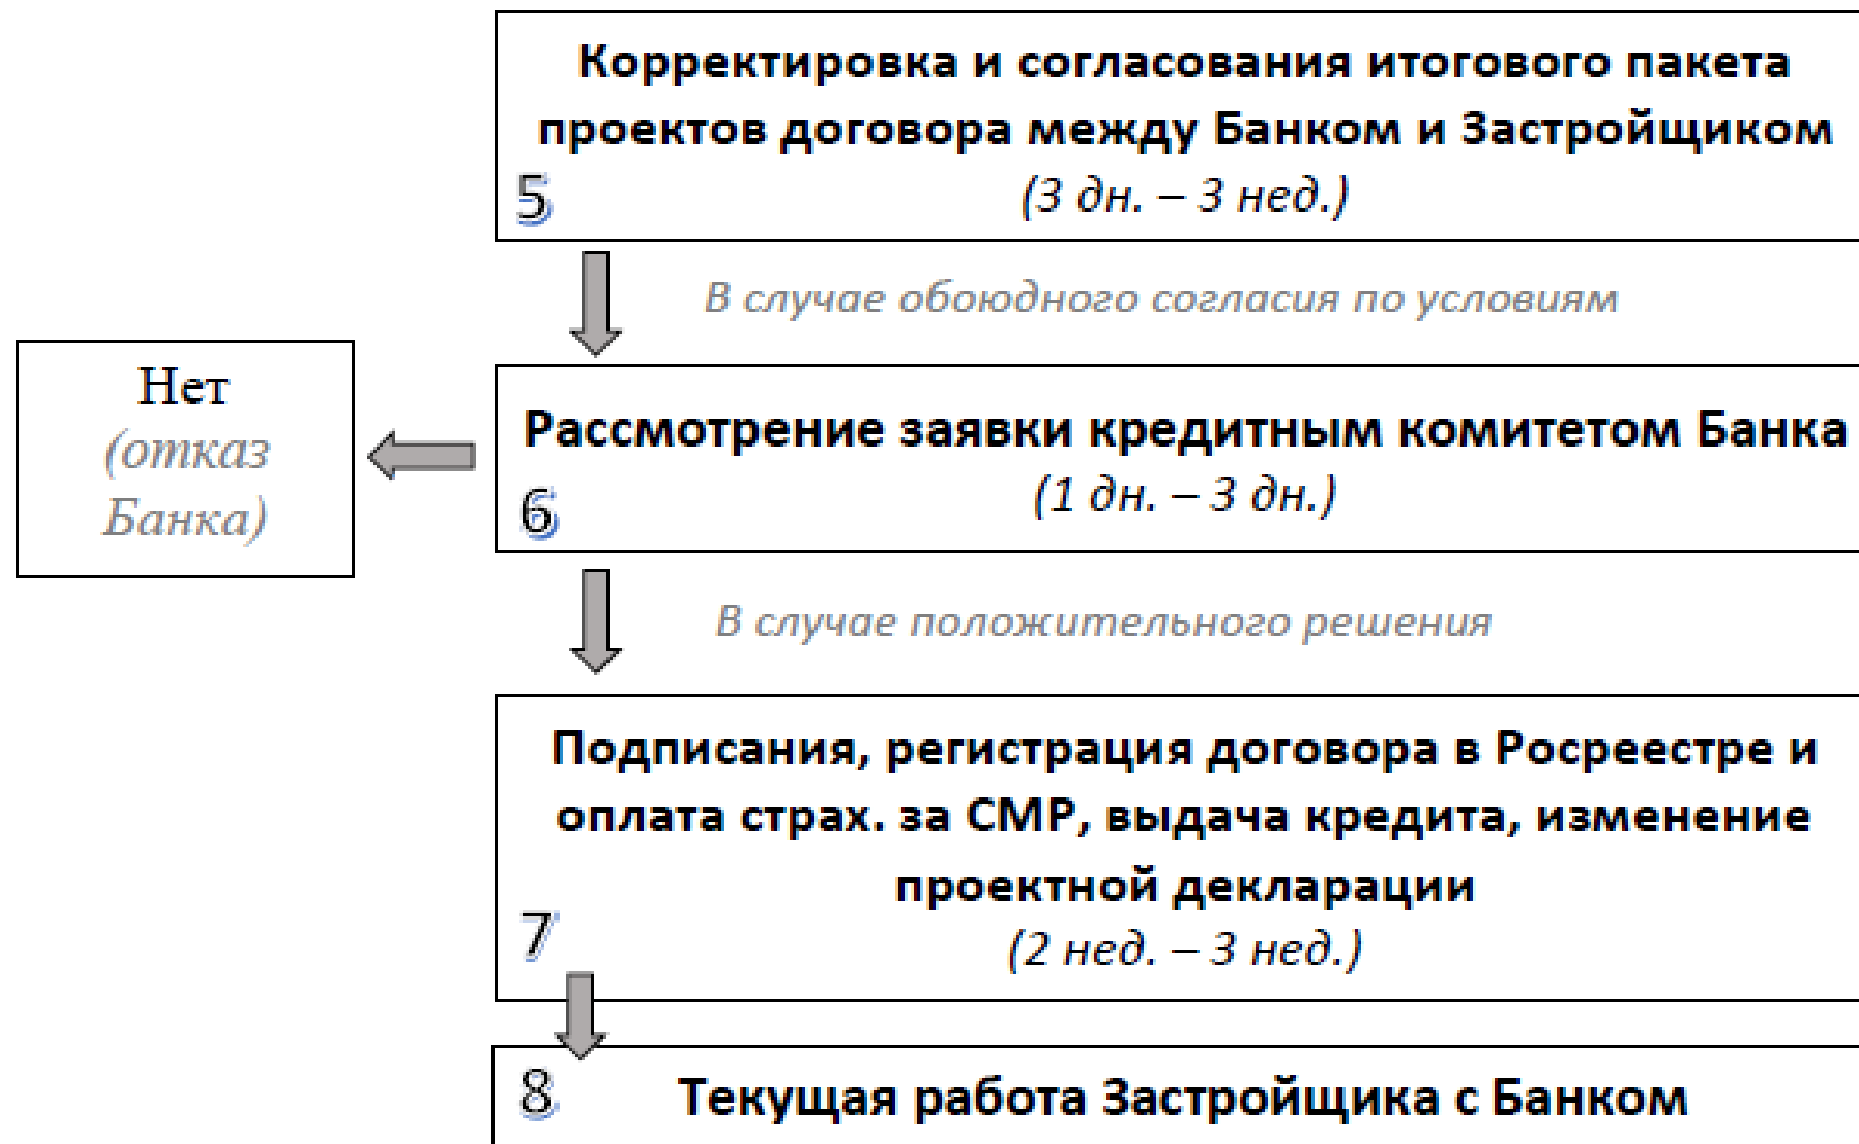 Корректировка и согласования итогового пакета
проектов договора между Банком и Застройщиком
5 (3 дн. – 3 нед.)
В случае обоюдного согласия по условиям
Нет
(отказ
Банка)
Рассмотрение заявки кредитным комитетом Банка
6 (1 дн. – 3 дн.)
В случае положительного решения
Подписания, регистрация договора в Росреестре и
оплата страх. за СМР, выдача кредита, изменение
проектной декларации
7 (2 нед. – 3 нед.)
8 Текущая работа Застройщика с Банком